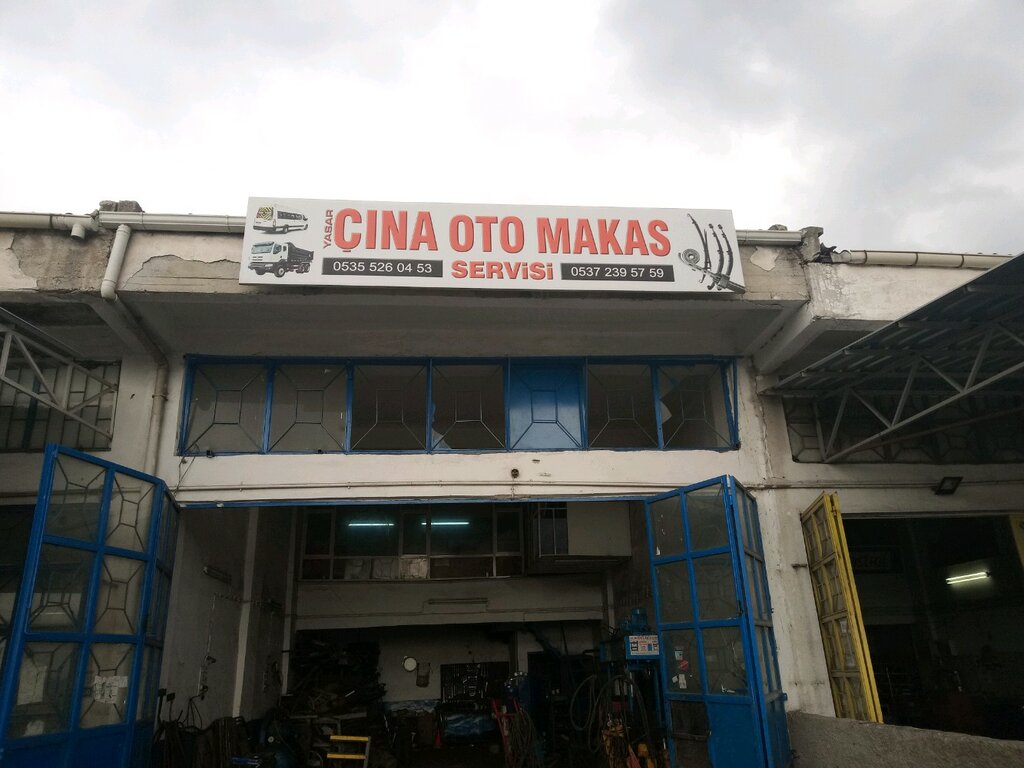 YAŞAR
CINA OTO MAKAS
0535 526 04 53 SERVİSİ 0537 239 57 59